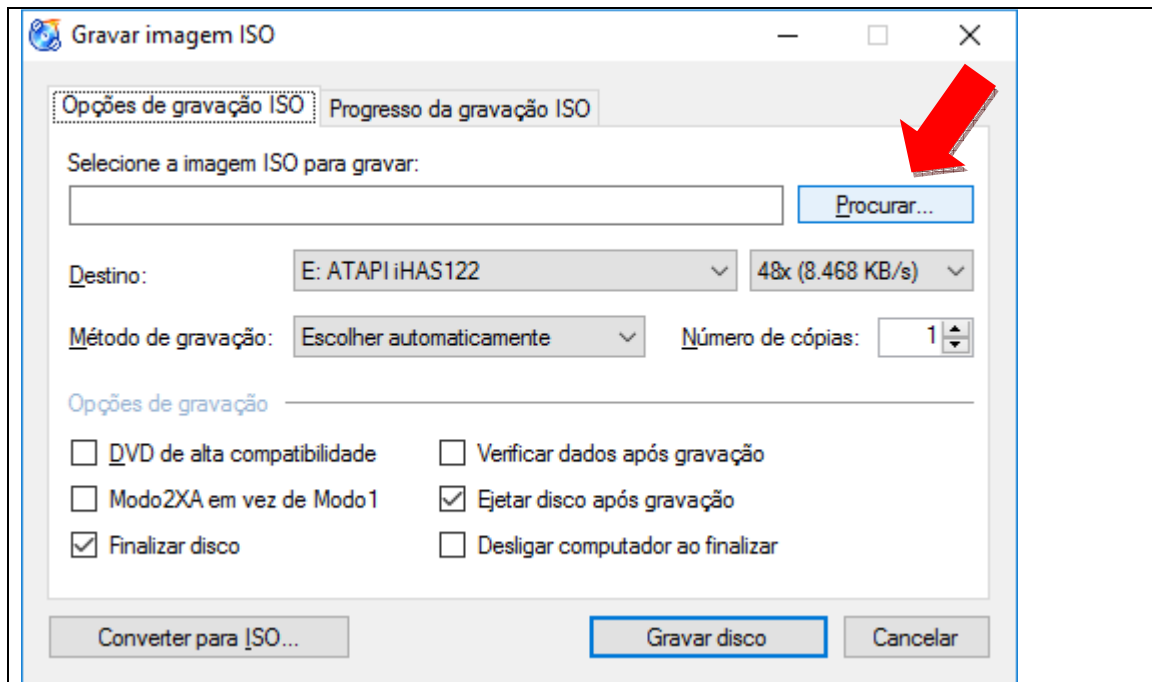 Gravar imagem ISO
Opções de gravação ISO Progresso da gravação ISO
Selecione a imagem ISO para gravar:
Procurar...
Destino: E: ATAPI iHAS122 48x (8.468 KB/s)
Método de gravação: Escolher automaticamente Número de cópias: 1
Opções de gravação
DVD de alta compatibilidade Verificar dados após gravação
Modo2XA em vez de Modo1 Ejetar disco após gravação
Finalizar disco Desligar computador ao finalizar
Converter para ISO... Gravar disco Cancelar